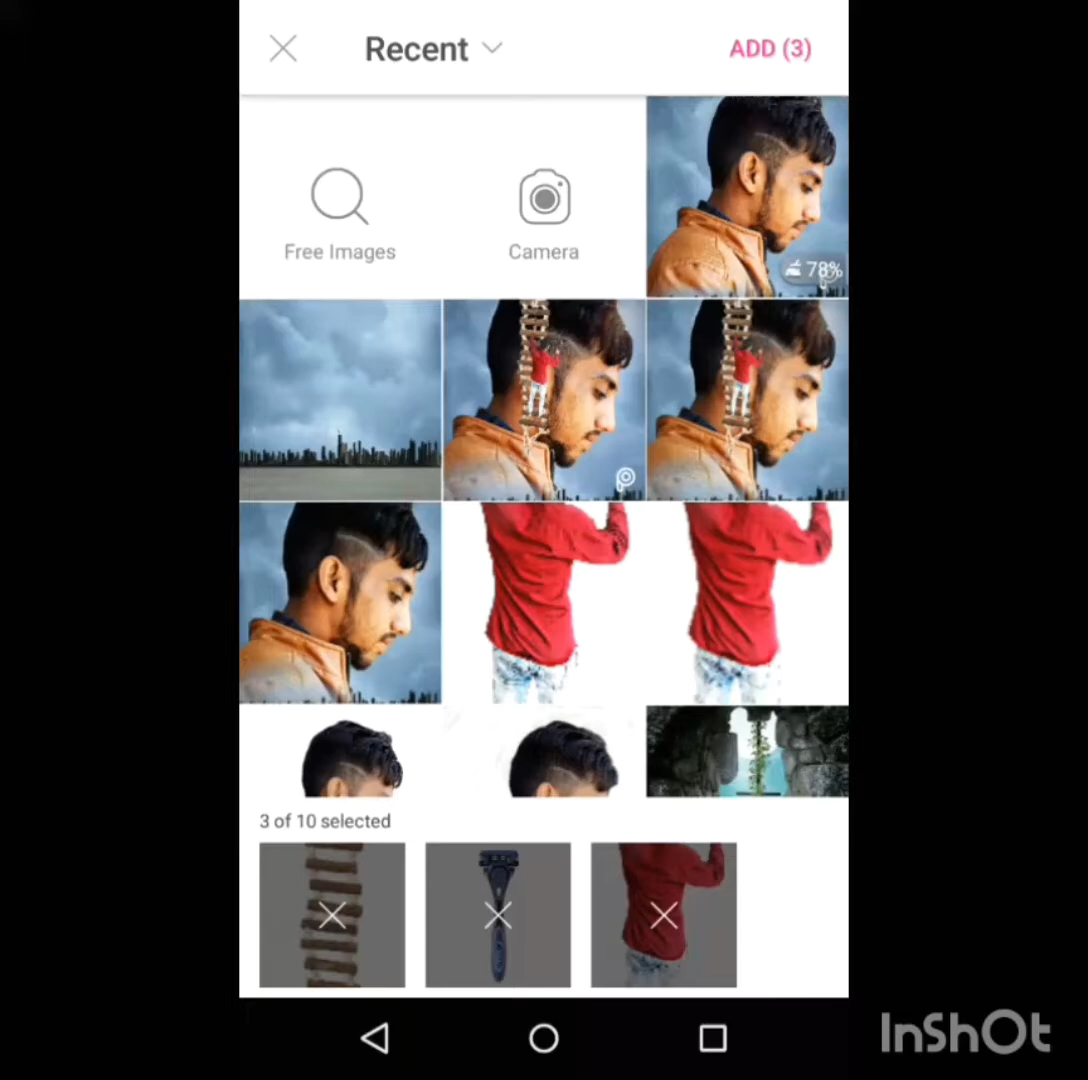 Recent
ADD (3)
Free Images
Camera
78%
3 of 10 selected
InShOt